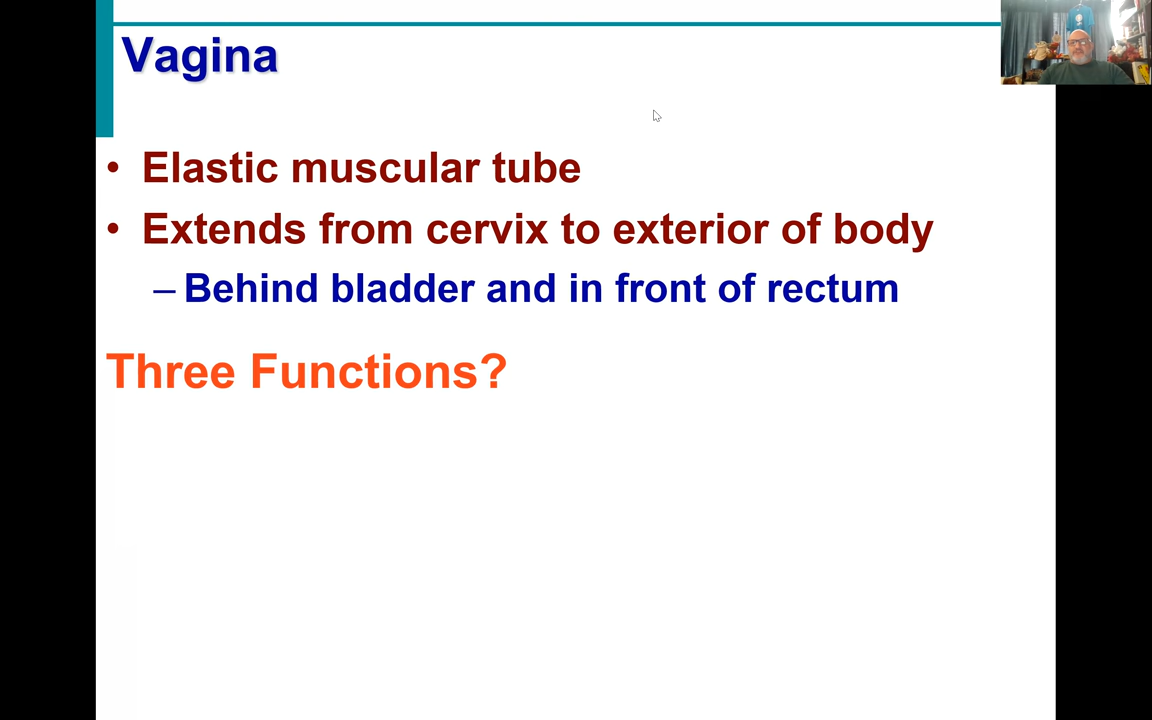 Vagina
• Elastic muscular tube
• Extends from cervix to exterior of body
– Behind bladder and in front of rectum
Three Functions?